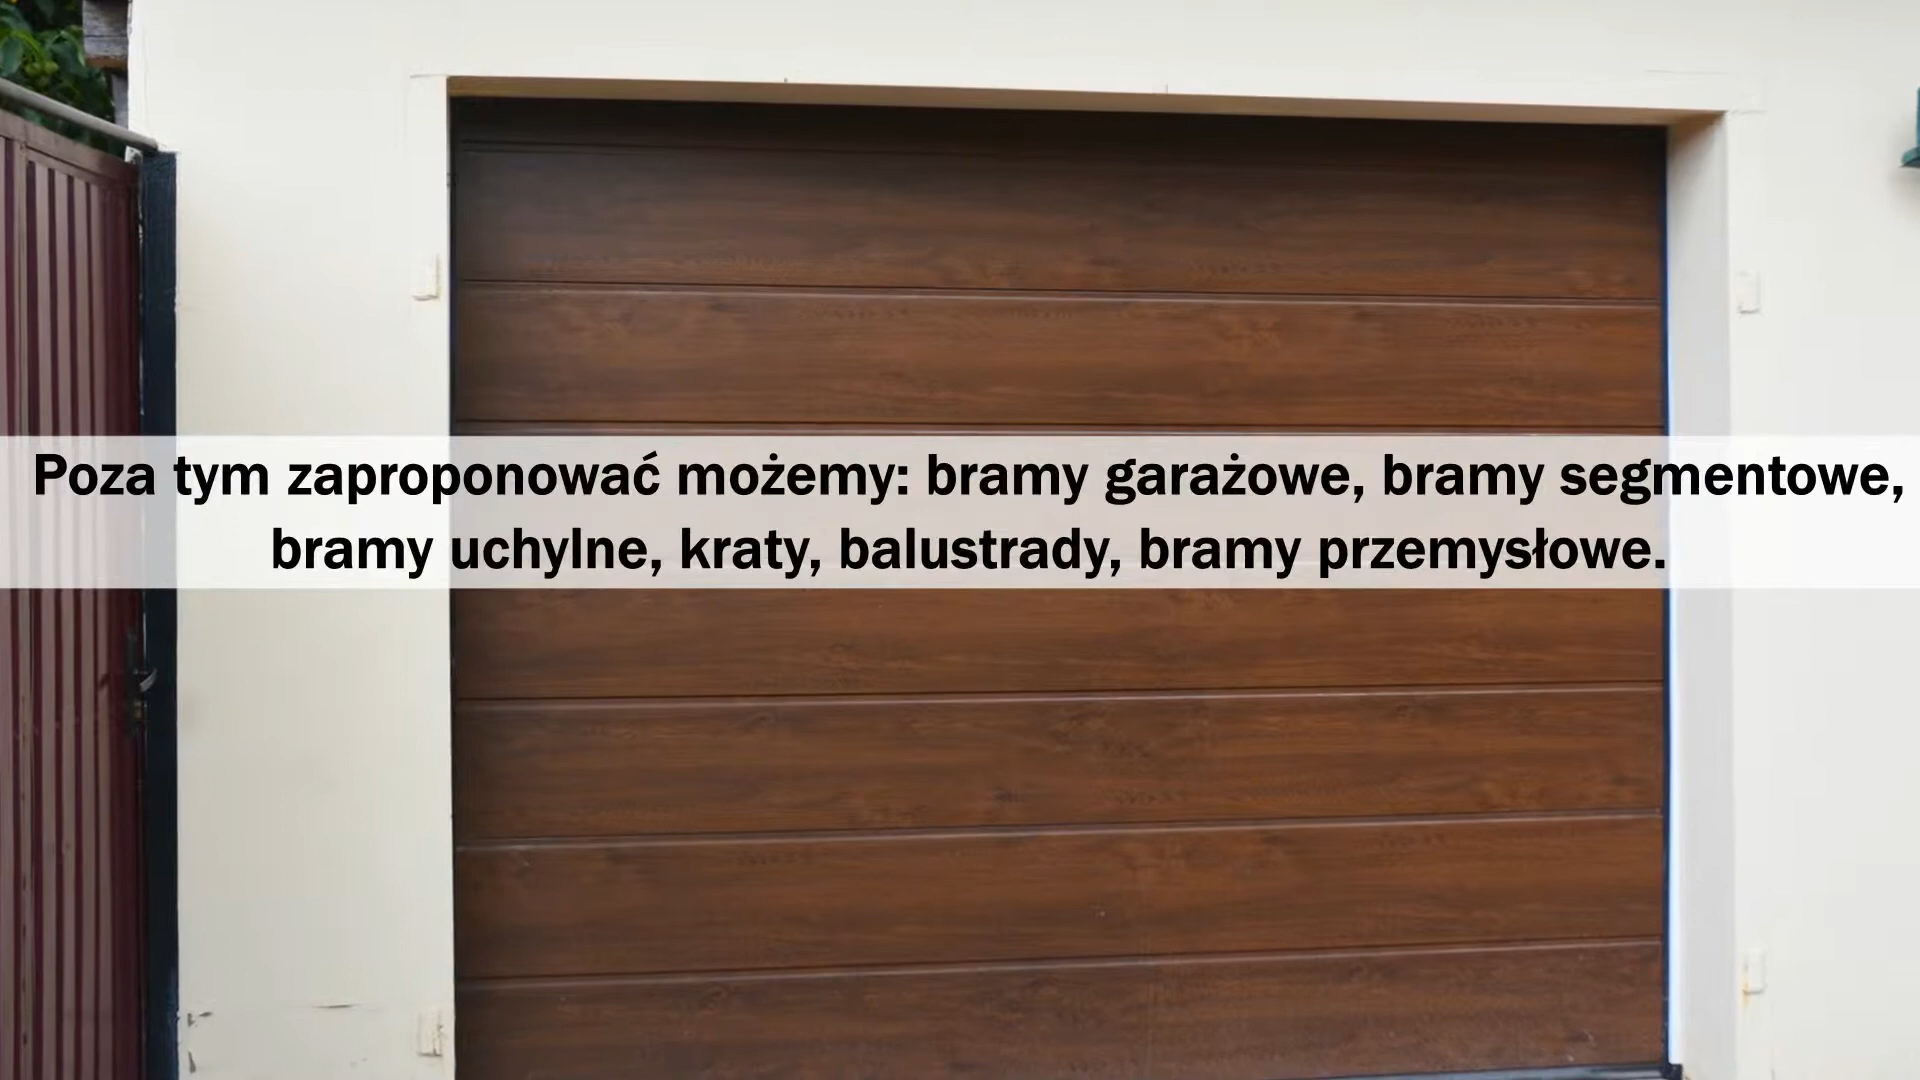 Poza tym zaproponować możemy: bramy garażowe, bramy segmentowe,
bramy uchylne, kraty, balustrady, bramy przemysłowe.